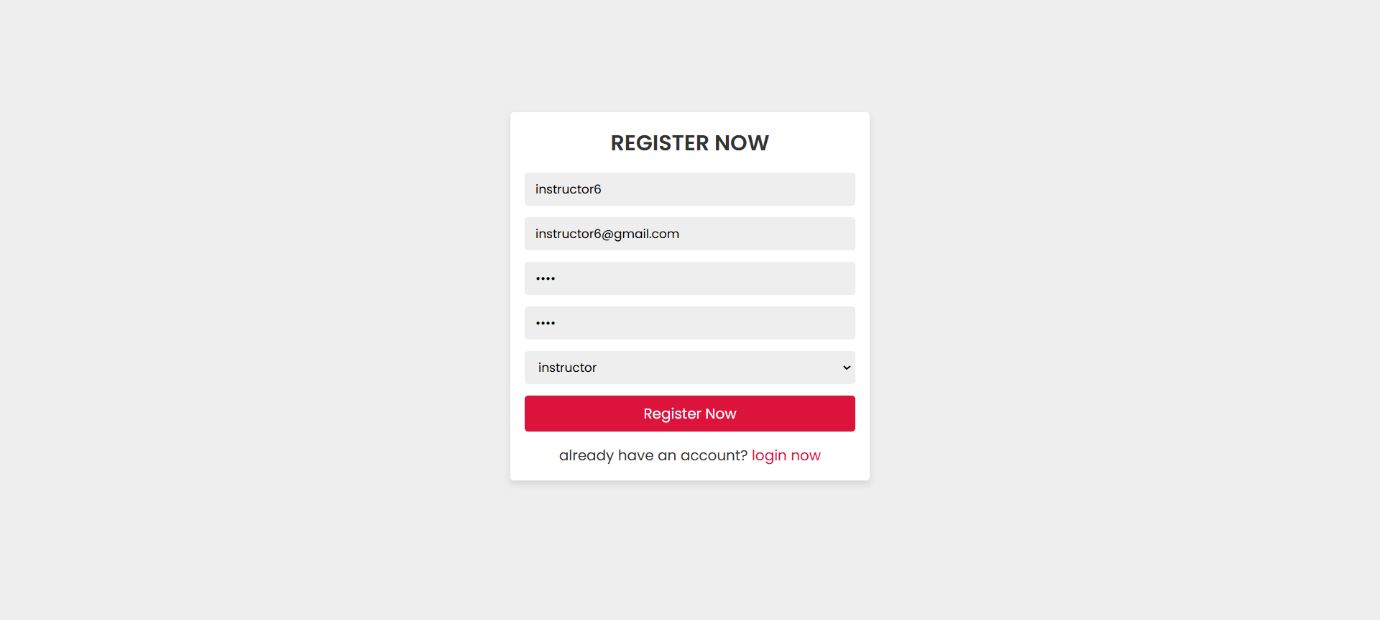 REGISTER NOW
instructor6
instructor6@gmail.com
••••
••••
instructor
Register Now
already have an account? login now